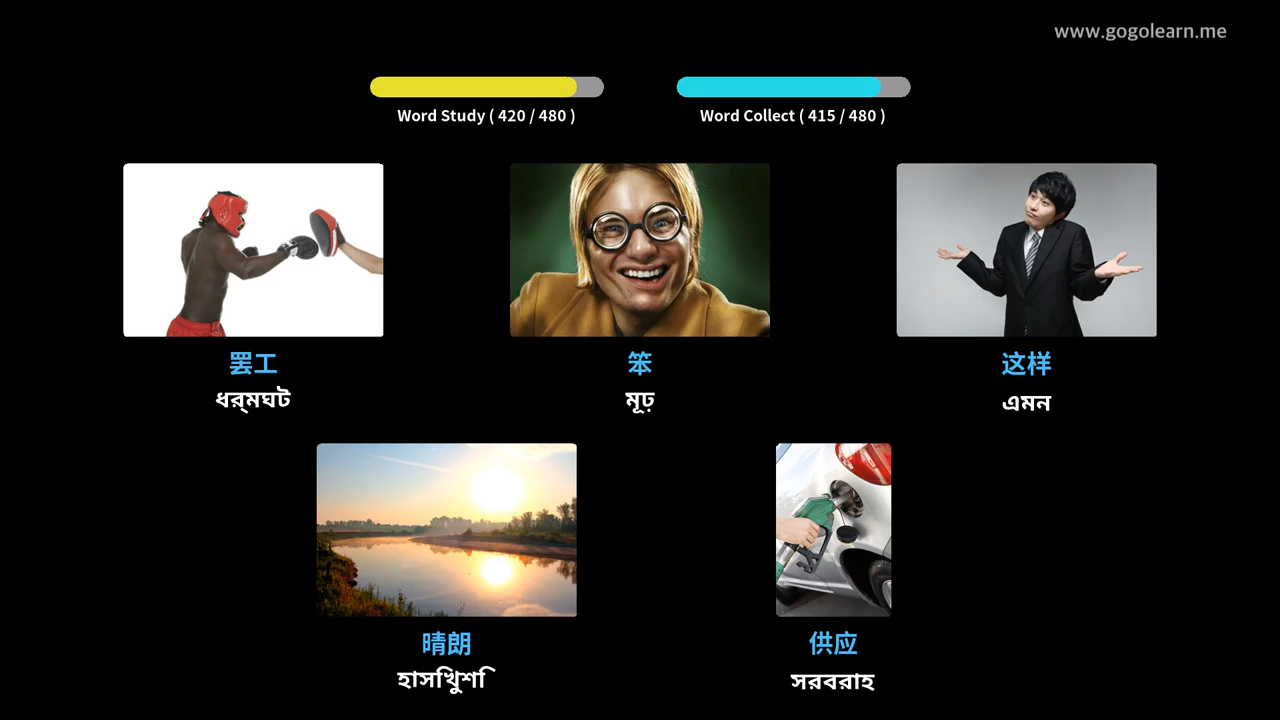 www.gogolearn.me
Word Study ( 420 / 480 )
Word Collect ( 415 / 480 )
罢工
ধর্মঘট
笨
মূঢ়
这样
এমন
晴朗
হাসিখুশি
供应
সরবরাহ